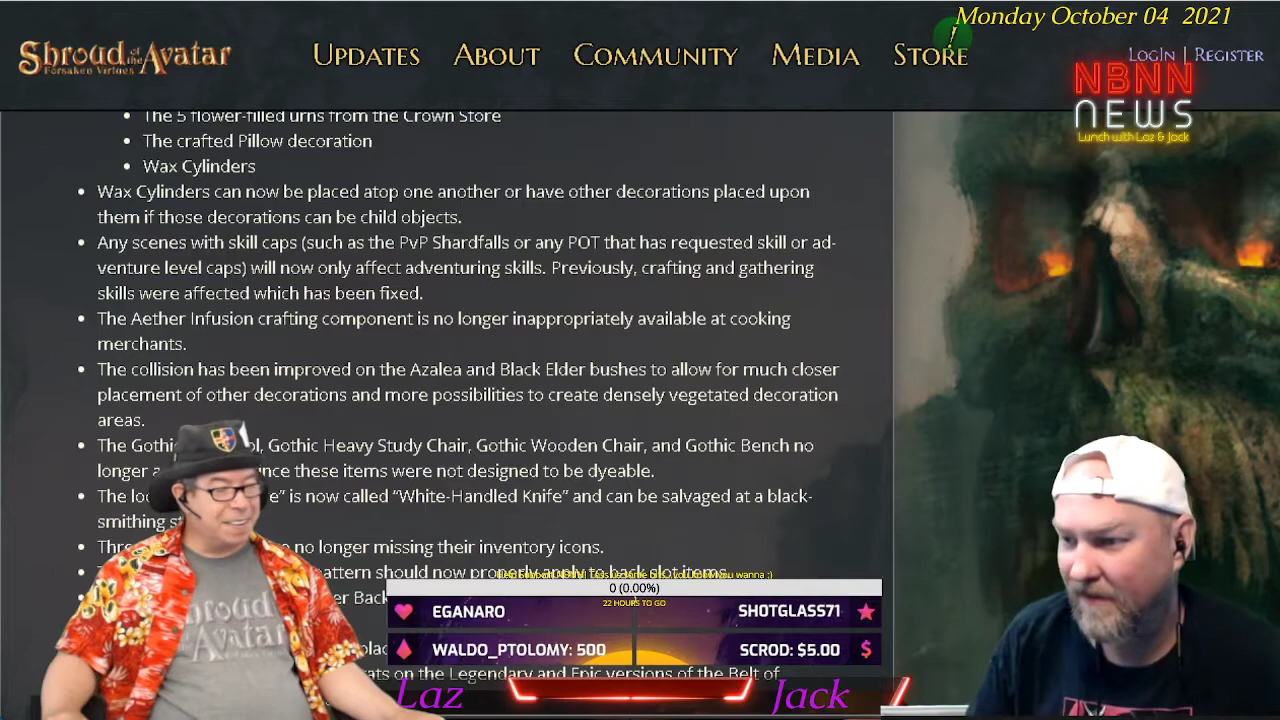 Monday October 04 2021
!
Shroud of the Avatar
Forsaken Virtues
UPDATES ABOUT COMMUNITY MEDIA STORE
LOGIN | REGISTER
NBNN
NEWS
Lunch with Laz & Jack
• The 5 flower-filled urns from the Crown Store
• The crafted Pillow decoration
• Wax Cylinders
• Wax Cylinders can now be placed atop one another or have other decorations placed upon
them if those decorations can be child objects.
• Any scenes with skill caps (such as the PvP Shardfalls or any POT that has requested skill or ad-
venture level caps) will now only affect adventuring skills. Previously, crafting and gathering
skills were affected which has been fixed.
• The Aether Infusion crafting component is no longer inappropriately available at cooking
merchants.
• The collision has been improved on the Azalea and Black Elder bushes to allow for much closer
placement of other decorations and more possibilities to create densely vegetated decoration
areas.
• The Gothic Gothic Heavy Study Chair, Gothic Wooden Chair, and Gothic Bench no
longer since these items were not designed to be dyeable.
• The is now called “White-Handled Knife” and can be salvaged at a black-
smithing
• no longer missing their inventory icons.
• pattern should now properly apply to back slot items.
0 (0.00%)
22 HOURS TO GO
EGANARO SHOTGLASS71
WALDO_PTOLOMY: 500 SCROD: $5.00 $
on the Legendary and Epic versions of the Belt of
Shroud
of the
Avatar
Laz Jack